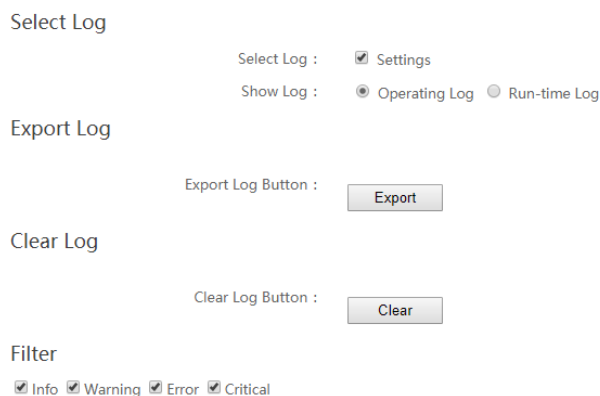 Select Log
Select Log : Settings
Show Log : Operating Log Run-time Log
Export Log
Export Log Button : Export
Clear Log
Clear Log Button : Clear
Filter
Info Warning Error Critical